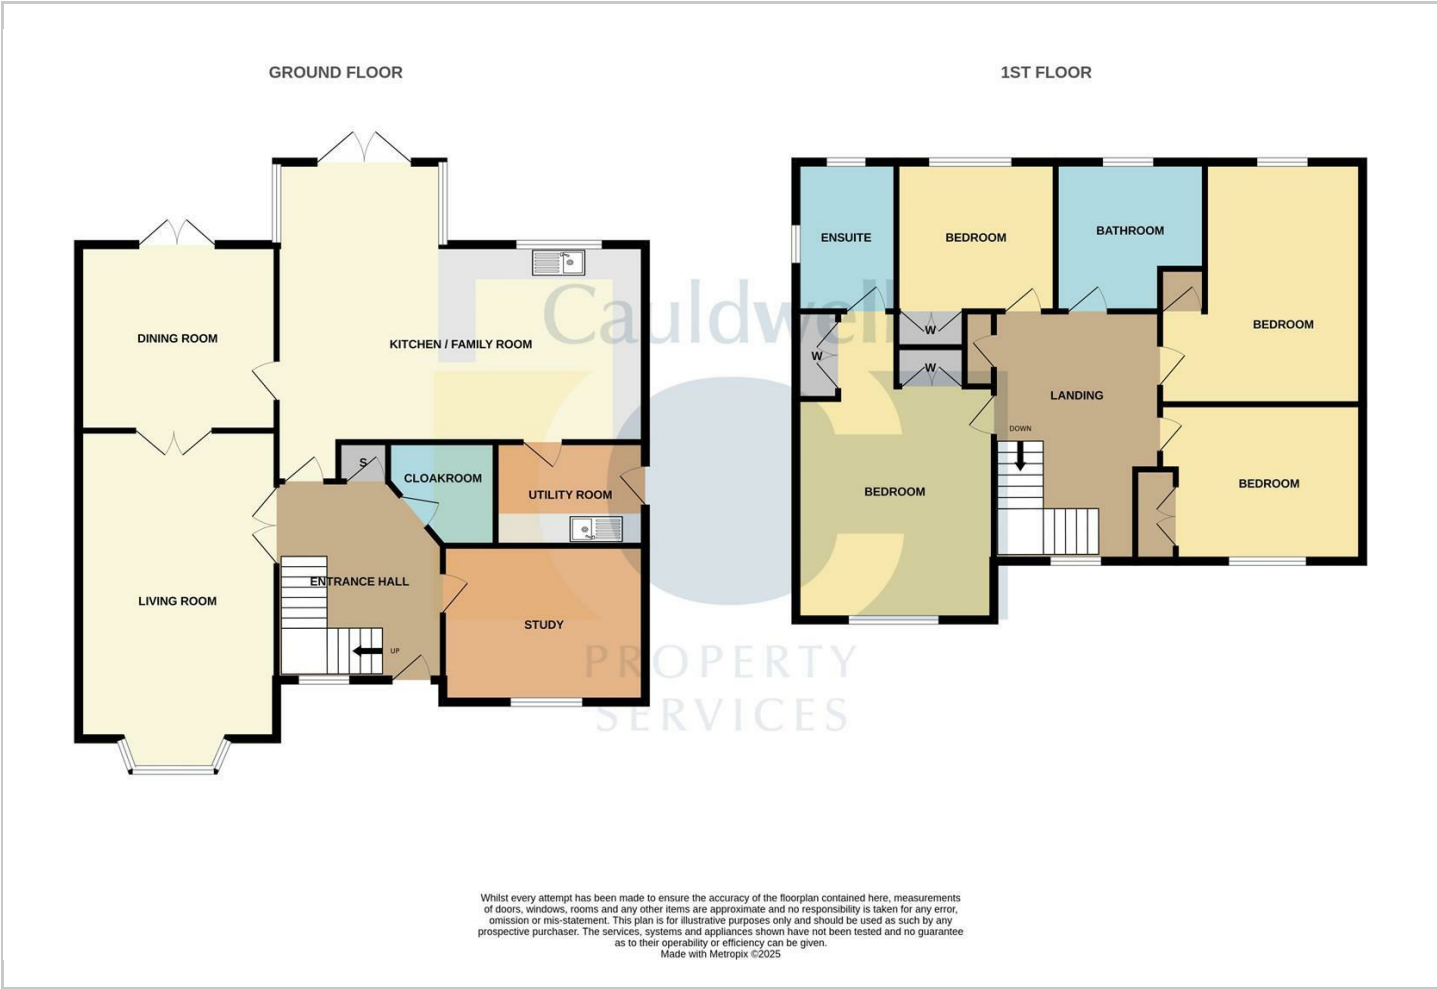 GROUND FLOOR
1ST FLOOR
DINING ROOM
KITCHEN / FAMILY ROOM
S
CLOAKROOM
UTILITY ROOM
LIVING ROOM
ENTRANCE HALL
UP
STUDY
ENSUITE
BEDROOM
BATHROOM
BEDROOM
W
W
W
LANDING
DOWN
BEDROOM
BEDROOM
Cauldwell
PROPERTY
SERVICES
Whilst every attempt has been made to ensure the accuracy of the floorplan contained here, measurements
of doors, windows, rooms and any other items are approximate and no responsibility is taken for any error,
omission or mis-statement. This plan is for illustrative purposes only and should be used as such by any
prospective purchaser. The services, systems and appliances shown have not been tested and no guarantee
as to their operability or efficiency can be given.
Made with Metropix ©2025